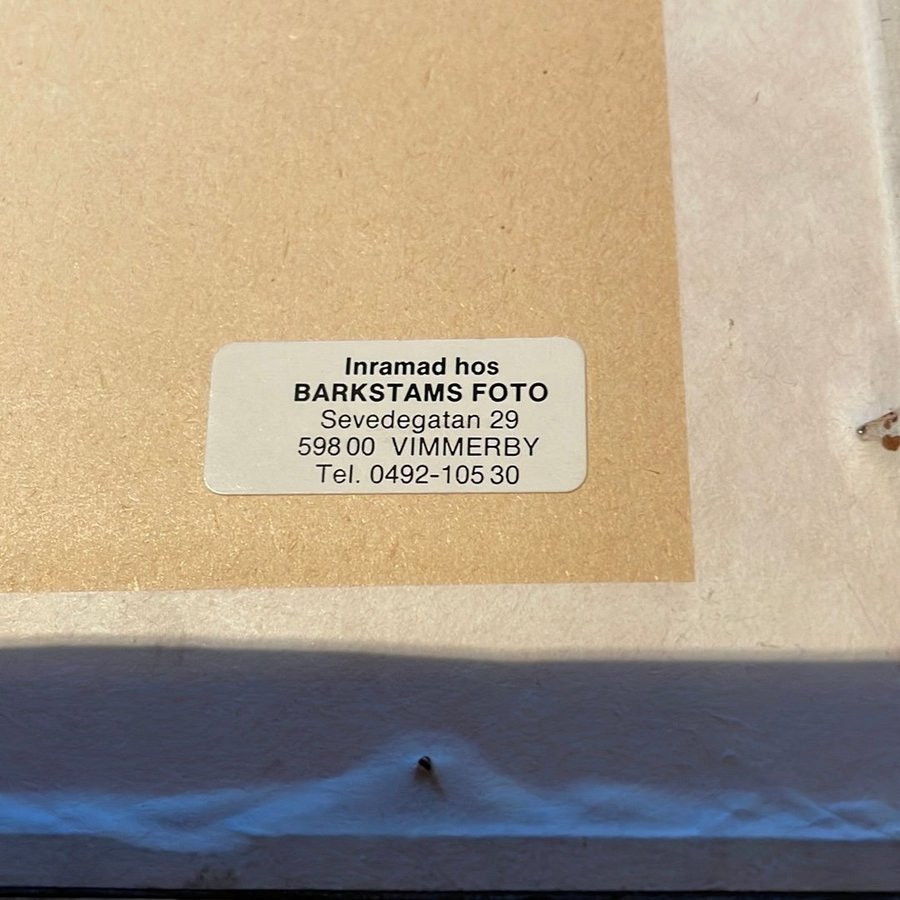 Inramad hos
BARKSTAMS FOTO
Sevedegatan 29
598 00 VIMMERBY
Tel. 0492-105 30